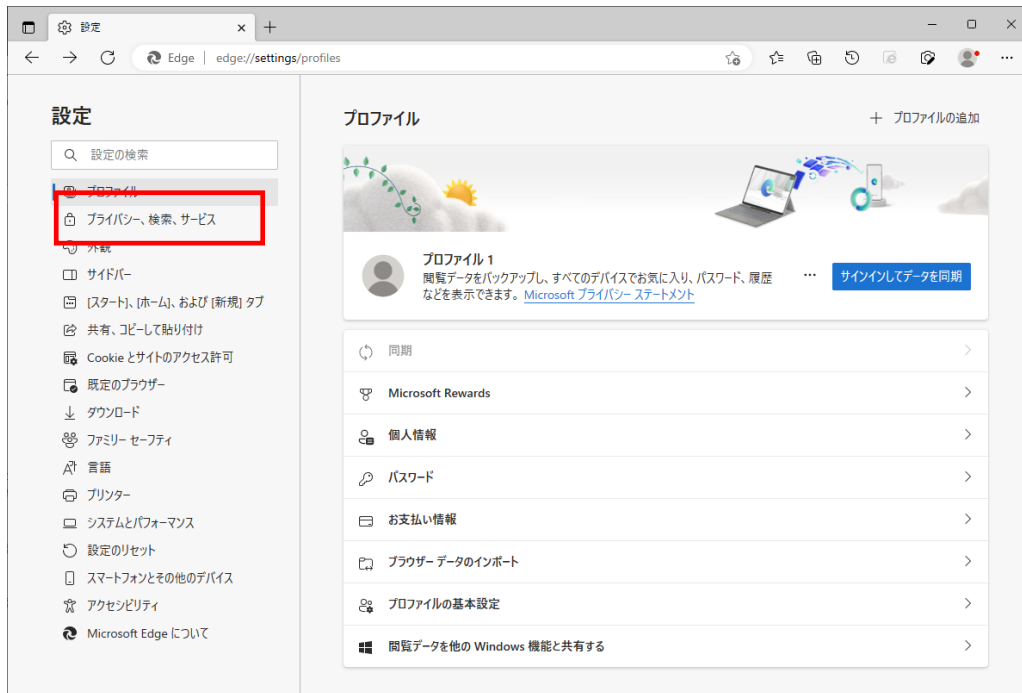 設定
Edge edge://settings/profiles
設定
設定の検索
プロファイル
プライバシー、検索、サービス
外観
サイドバー
[スタート]、[ホーム]、および [新規] タブ
共有、コピーして貼り付け
Cookie とサイトのアクセス許可
既定のブラウザー
ダウンロード
ファミリー セーフティ
言語
プリンター
システムとパフォーマンス
設定のリセット
スマートフォンとその他のデバイス
アクセシビリティ
Microsoft Edge について
プロファイル
プロファイルの追加
プロファイル 1
閲覧データをバックアップし、すべてのデバイスでお気に入り、パスワード、履歴
などを表示できます。Microsoft プライバシー ステートメント
サインインしてデータを同期
同期
Microsoft Rewards
個人情報
パスワード
お支払い情報
ブラウザー データのインポート
プロファイルの基本設定
閲覧データを他の Windows 機能と共有する